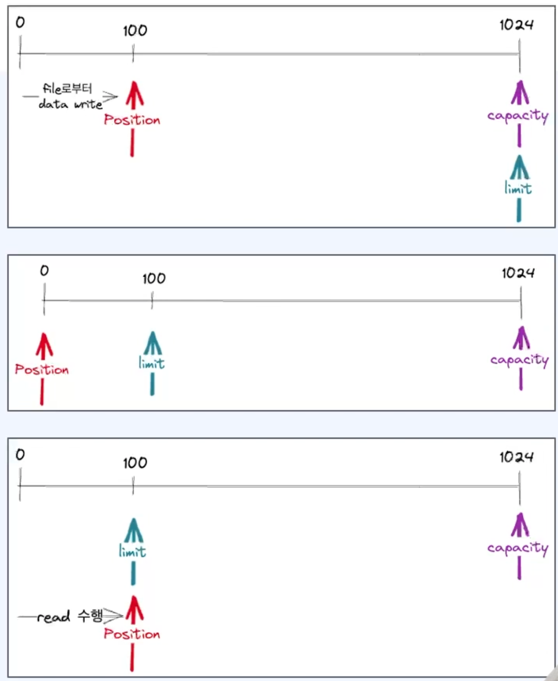 0
100
1024
file로부터
data write
Position
capacity
limit
0
100
1024
Position
limit
capacity
0
100
1024
limit
capacity
read 수행
Position